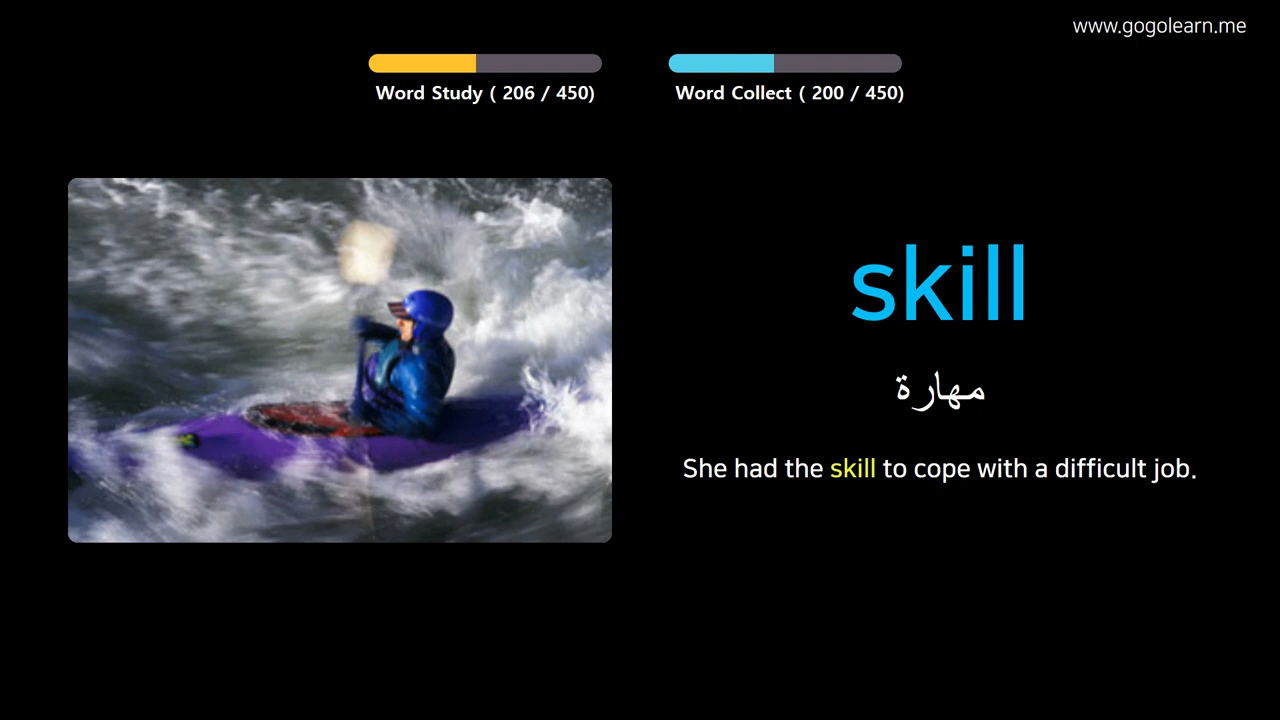 www.gogolearn.me
Word Study ( 206 / 450)
Word Collect ( 200 / 450)
skill
مهارة
She had the skill to cope with a difficult job.